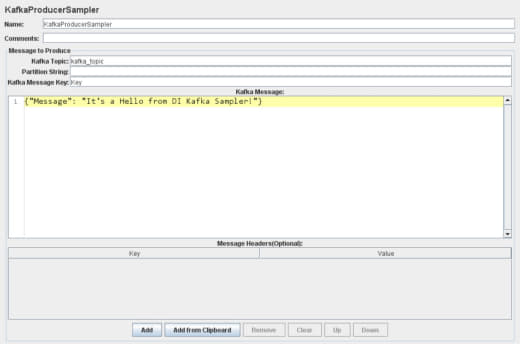 KafkaProducerSampler
Name: KafkaProducerSampler
Comments:
Message to Produce
Kafka Topic: kafka_topic
Partition String:
Kafka Message Key: Key
Kafka Message:
1 {"Message": "It's a Hello from DI Kafka Sampler!"}
Message Headers(Optional):
Key Value
Add Add from Clipboard Remove Clear Up Down